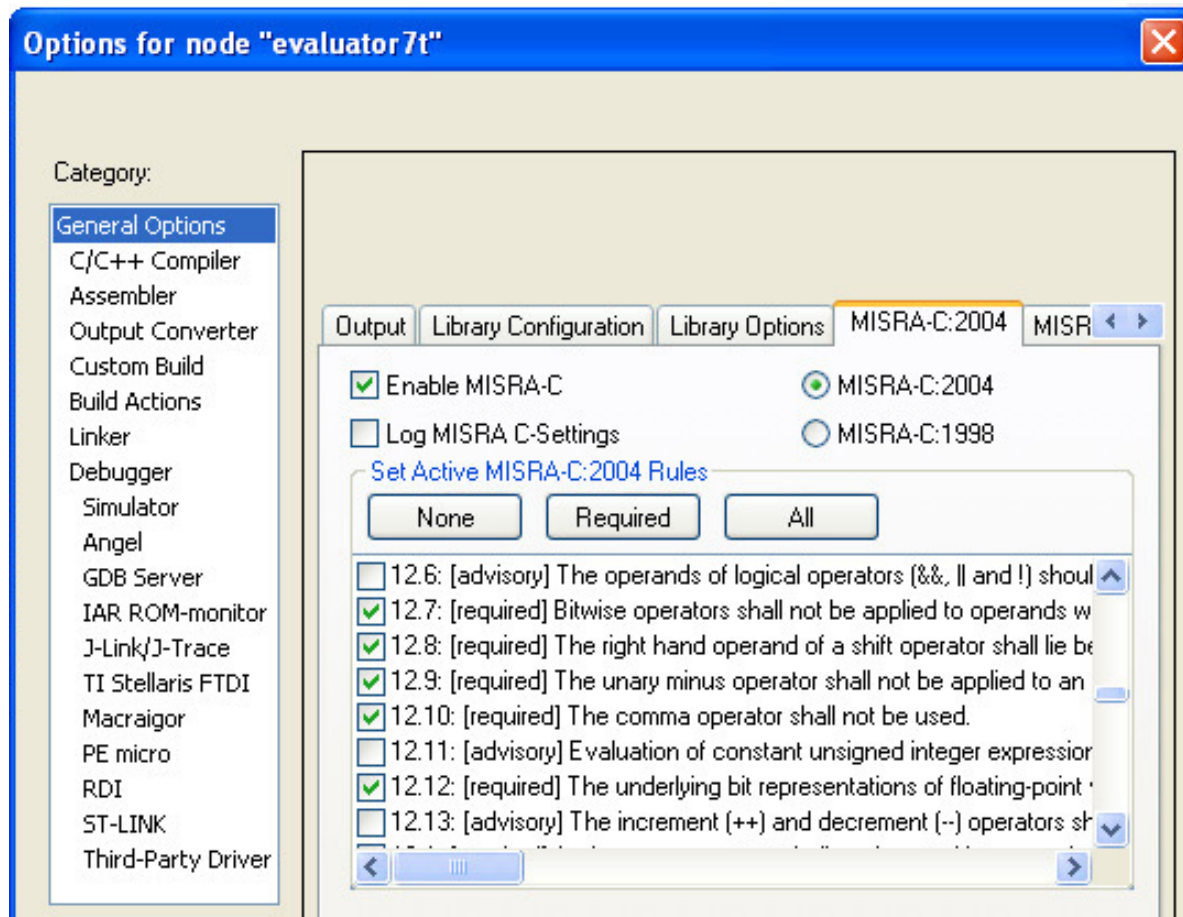 Options for node "evaluator7t"
Category:
General Options
C/C++ Compiler
Assembler
Output Converter
Custom Build
Build Actions
Linker
Debugger
Simulator
Angel
GDB Server
IAR ROM-monitor
J-Link/J-Trace
TI Stellaris FTDI
Macraigor
PE micro
RDI
ST-LINK
Third-Party Driver
Output Library Configuration Library Options MISRA-C:2004 MISR
Enable MISRA-C MISRA-C:2004
Log MISRA C-Settings MISRA-C:1998
Set Active MISRA-C:2004 Rules
None Required All
12.6: [advisory] The operands of logical operators (&&, || and !) shoul
12.7: [required] Bitwise operators shall not be applied to operands w
12.8: [required] The right hand operand of a shift operator shall lie be
12.9: [required] The unary minus operator shall not be applied to an
12.10: [required] The comma operator shall not be used.
12.11: [advisory] Evaluation of constant unsigned integer expression
12.12: [required] The underlying bit representations of floating-point
12.13: [advisory] The increment (++) and decrement (--) operators sh